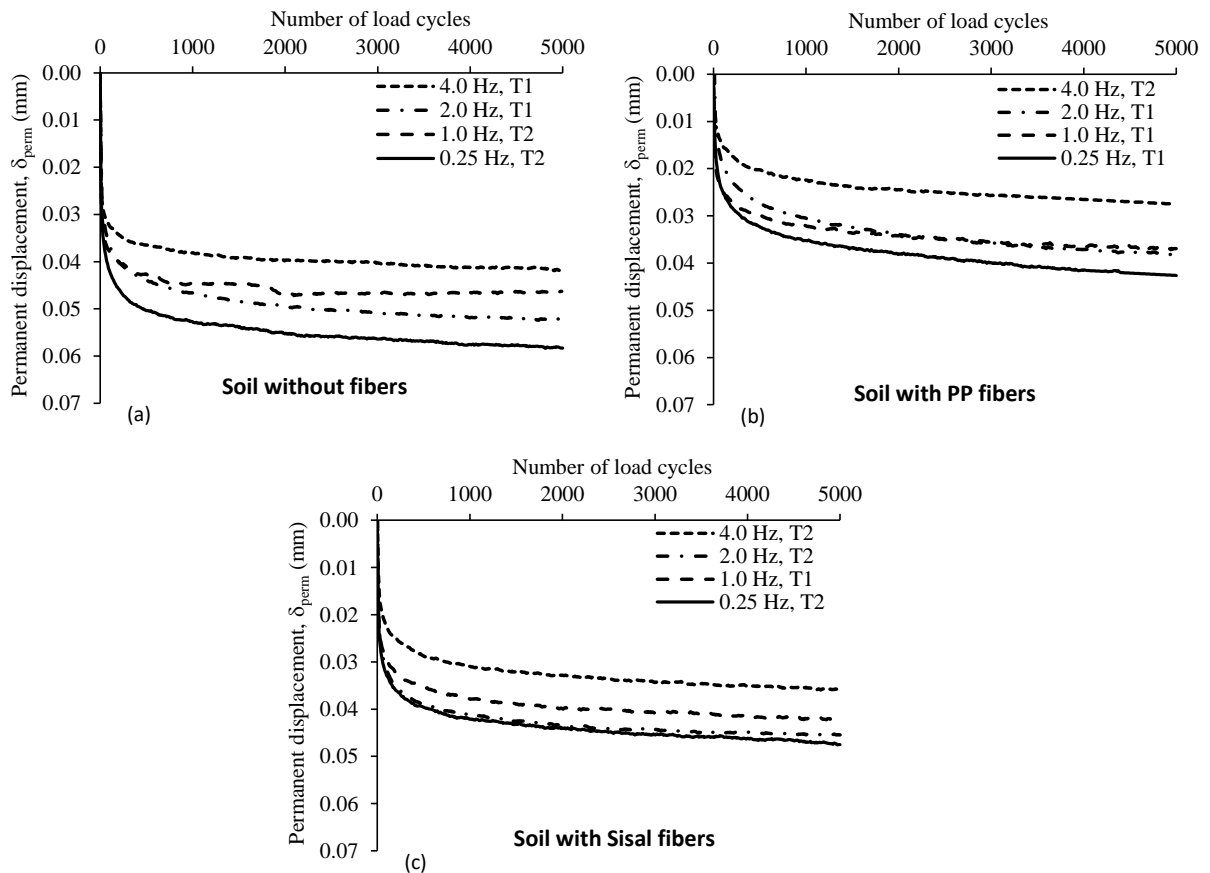 Number of load cycles
0 1000 2000 3000 4000 5000
0.00
0.01
0.02
0.03
0.04
0.05
0.06
0.07
Permanent displacement, δperm (mm)
4.0 Hz, T1
2.0 Hz, T1
1.0 Hz, T2
0.25 Hz, T2
Soil without fibers
(a)
Number of load cycles
0 1000 2000 3000 4000 5000
0.00
0.01
0.02
0.03
0.04
0.05
0.06
0.07
Permanent displacement, δperm (mm)
4.0 Hz, T2
2.0 Hz, T1
1.0 Hz, T1
0.25 Hz, T1
Soil with PP fibers
(b)
Number of load cycles
0 1000 2000 3000 4000 5000
0.00
0.01
0.02
0.03
0.04
0.05
0.06
0.07
Permanent displacement, δperm (mm)
4.0 Hz, T2
2.0 Hz, T2
1.0 Hz, T1
0.25 Hz, T2
Soil with Sisal fibers
(c)